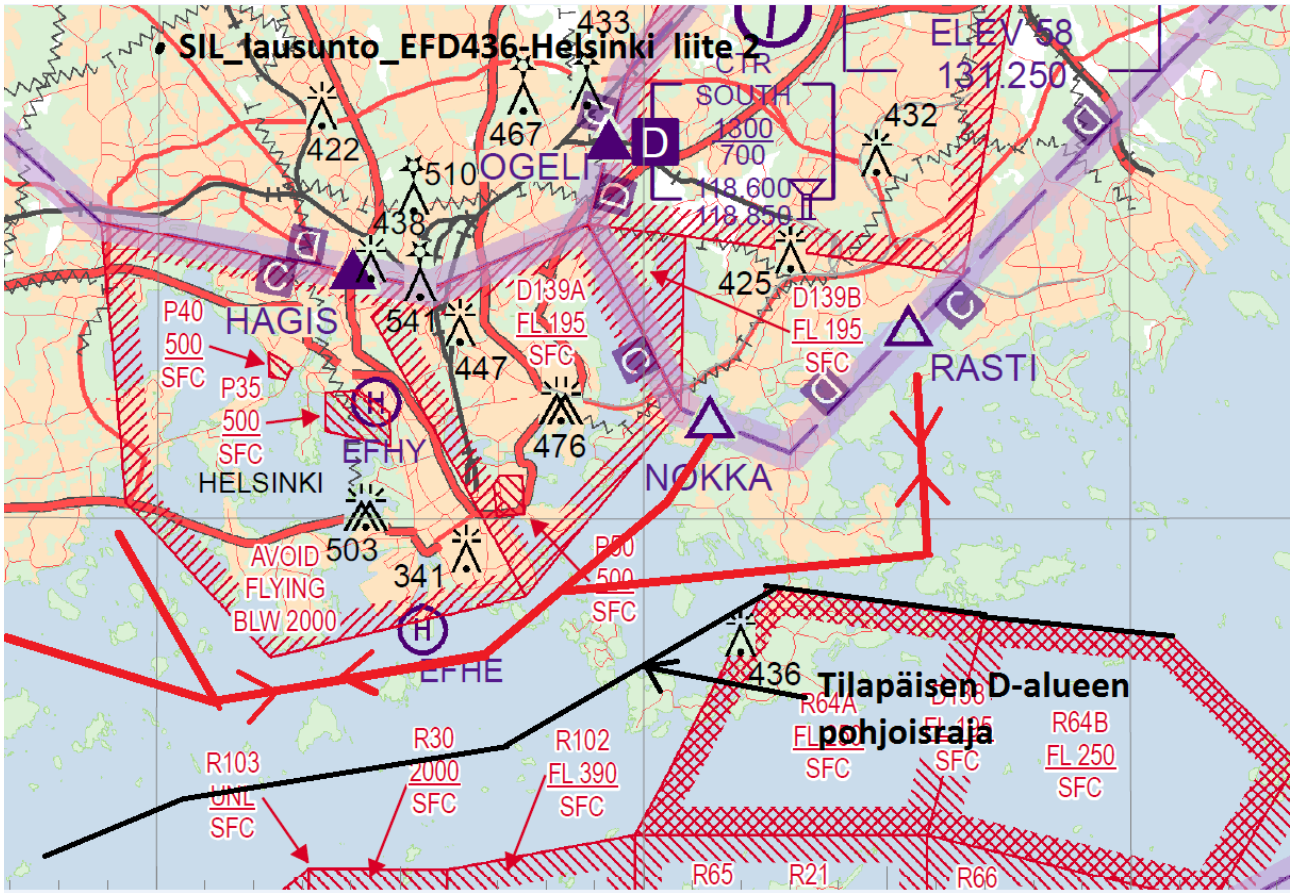 • SIL_lausunto_EFD436-Helsinki liite 2
433
ELEV 58
131.250
CTR
SOUTH
1300
700
118.600
118.850
467
422
432
OGELI
D
D
D
510
438
D
C
HAGIS
541
447
425
D139A
FL 195
SFC
D139B
FL 195
SFC
C
C
D
RASTI
P40
500
SFC
P35
500
SFC
H
EFHY
476
NOKKA
HELSINKI
503
341
AVOID
FLYING
BLW 2000
P50
500
SFC
H
EFHE
436
Tilapäisen D-alueen
pohjoisraja
R64A
FL 250
SFC
SFC
R64B
FL 250
SFC
R103
UNL
SFC
R30
2000
SFC
R102
FL 390
SFC
R65
R21
R66